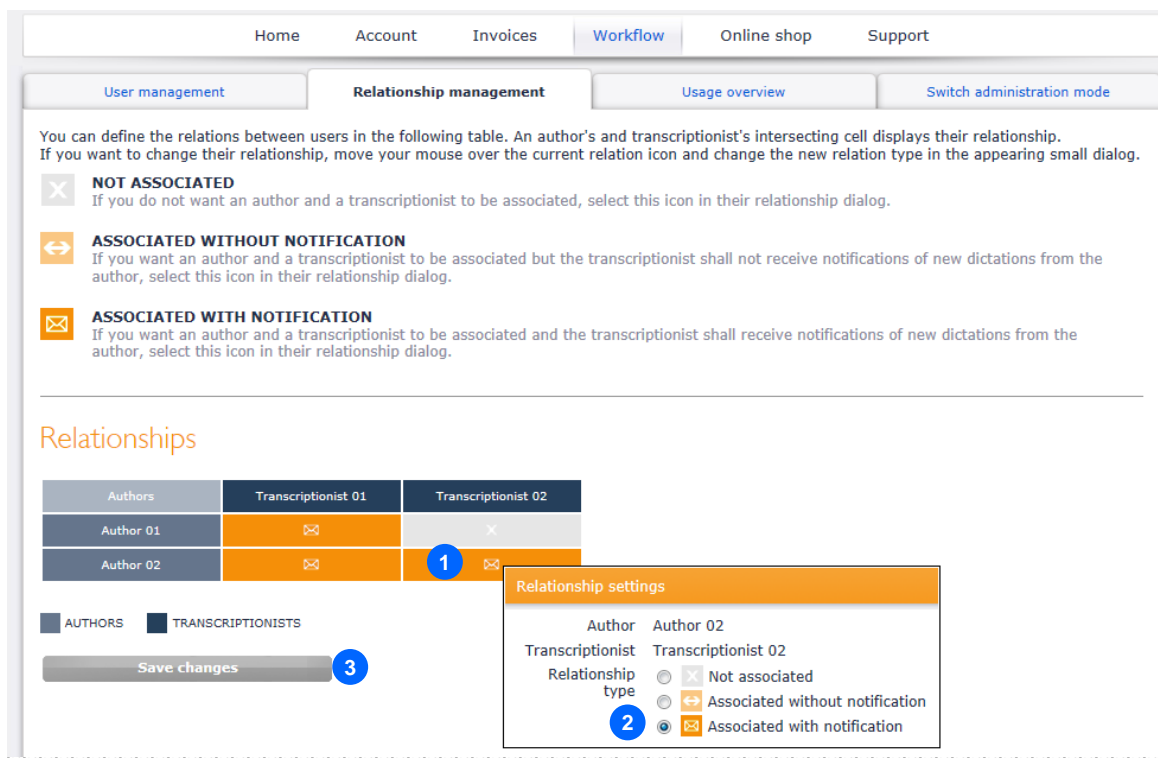 Home Account Invoices Workflow Online shop Support
User management Relationship management Usage overview Switch administration mode
You can define the relations between users in the following table. An author's and transcriptionist's intersecting cell displays their relationship.
If you want to change their relationship, move your mouse over the current relation icon and change the new relation type in the appearing small dialog.
NOT ASSOCIATED
If you do not want an author and a transcriptionist to be associated, select this icon in their relationship dialog.
ASSOCIATED WITHOUT NOTIFICATION
If you want an author and a transcriptionist to be associated but the transcriptionist shall not receive notifications of new dictations from the
author, select this icon in their relationship dialog.
ASSOCIATED WITH NOTIFICATION
If you want an author and a transcriptionist to be associated and the transcriptionist shall receive notifications of new dictations from the
author, select this icon in their relationship dialog.
Relationships
Authors Transcriptionist 01 Transcriptionist 02
Author 01
Author 02
1
AUTHORS TRANSCRIPTIONISTS
Save changes 3
Relationship settings
Author Author 02
Transcriptionist Transcriptionist 02
Relationship Not associated
type
Associated without notification
2 Associated with notification